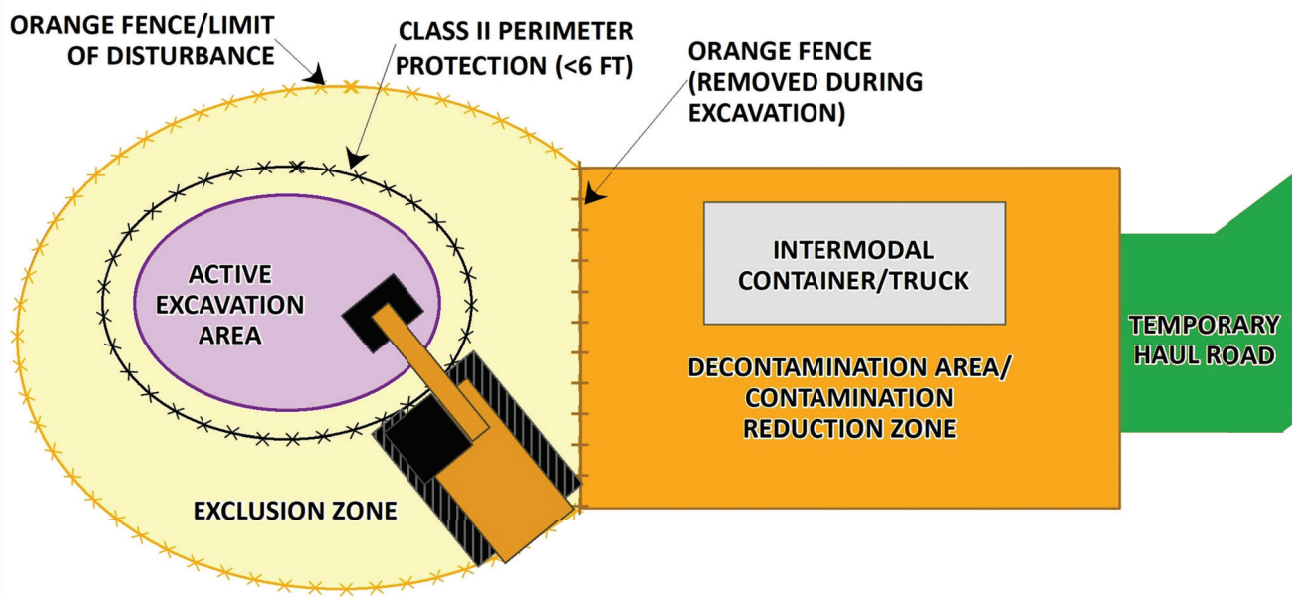 ORANGE FENCE/LIMIT
OF DISTURBANCE
CLASS II PERIMETER
PROTECTION (<6 FT)
ORANGE FENCE
(REMOVED DURING
EXCAVATION)
ACTIVE
EXCAVATION
AREA
INTERMODAL
CONTAINER/TRUCK
DECONTAMINATION AREA/
CONTAMINATION
REDUCTION ZONE
TEMPORARY
HAUL ROAD
EXCLUSION ZONE